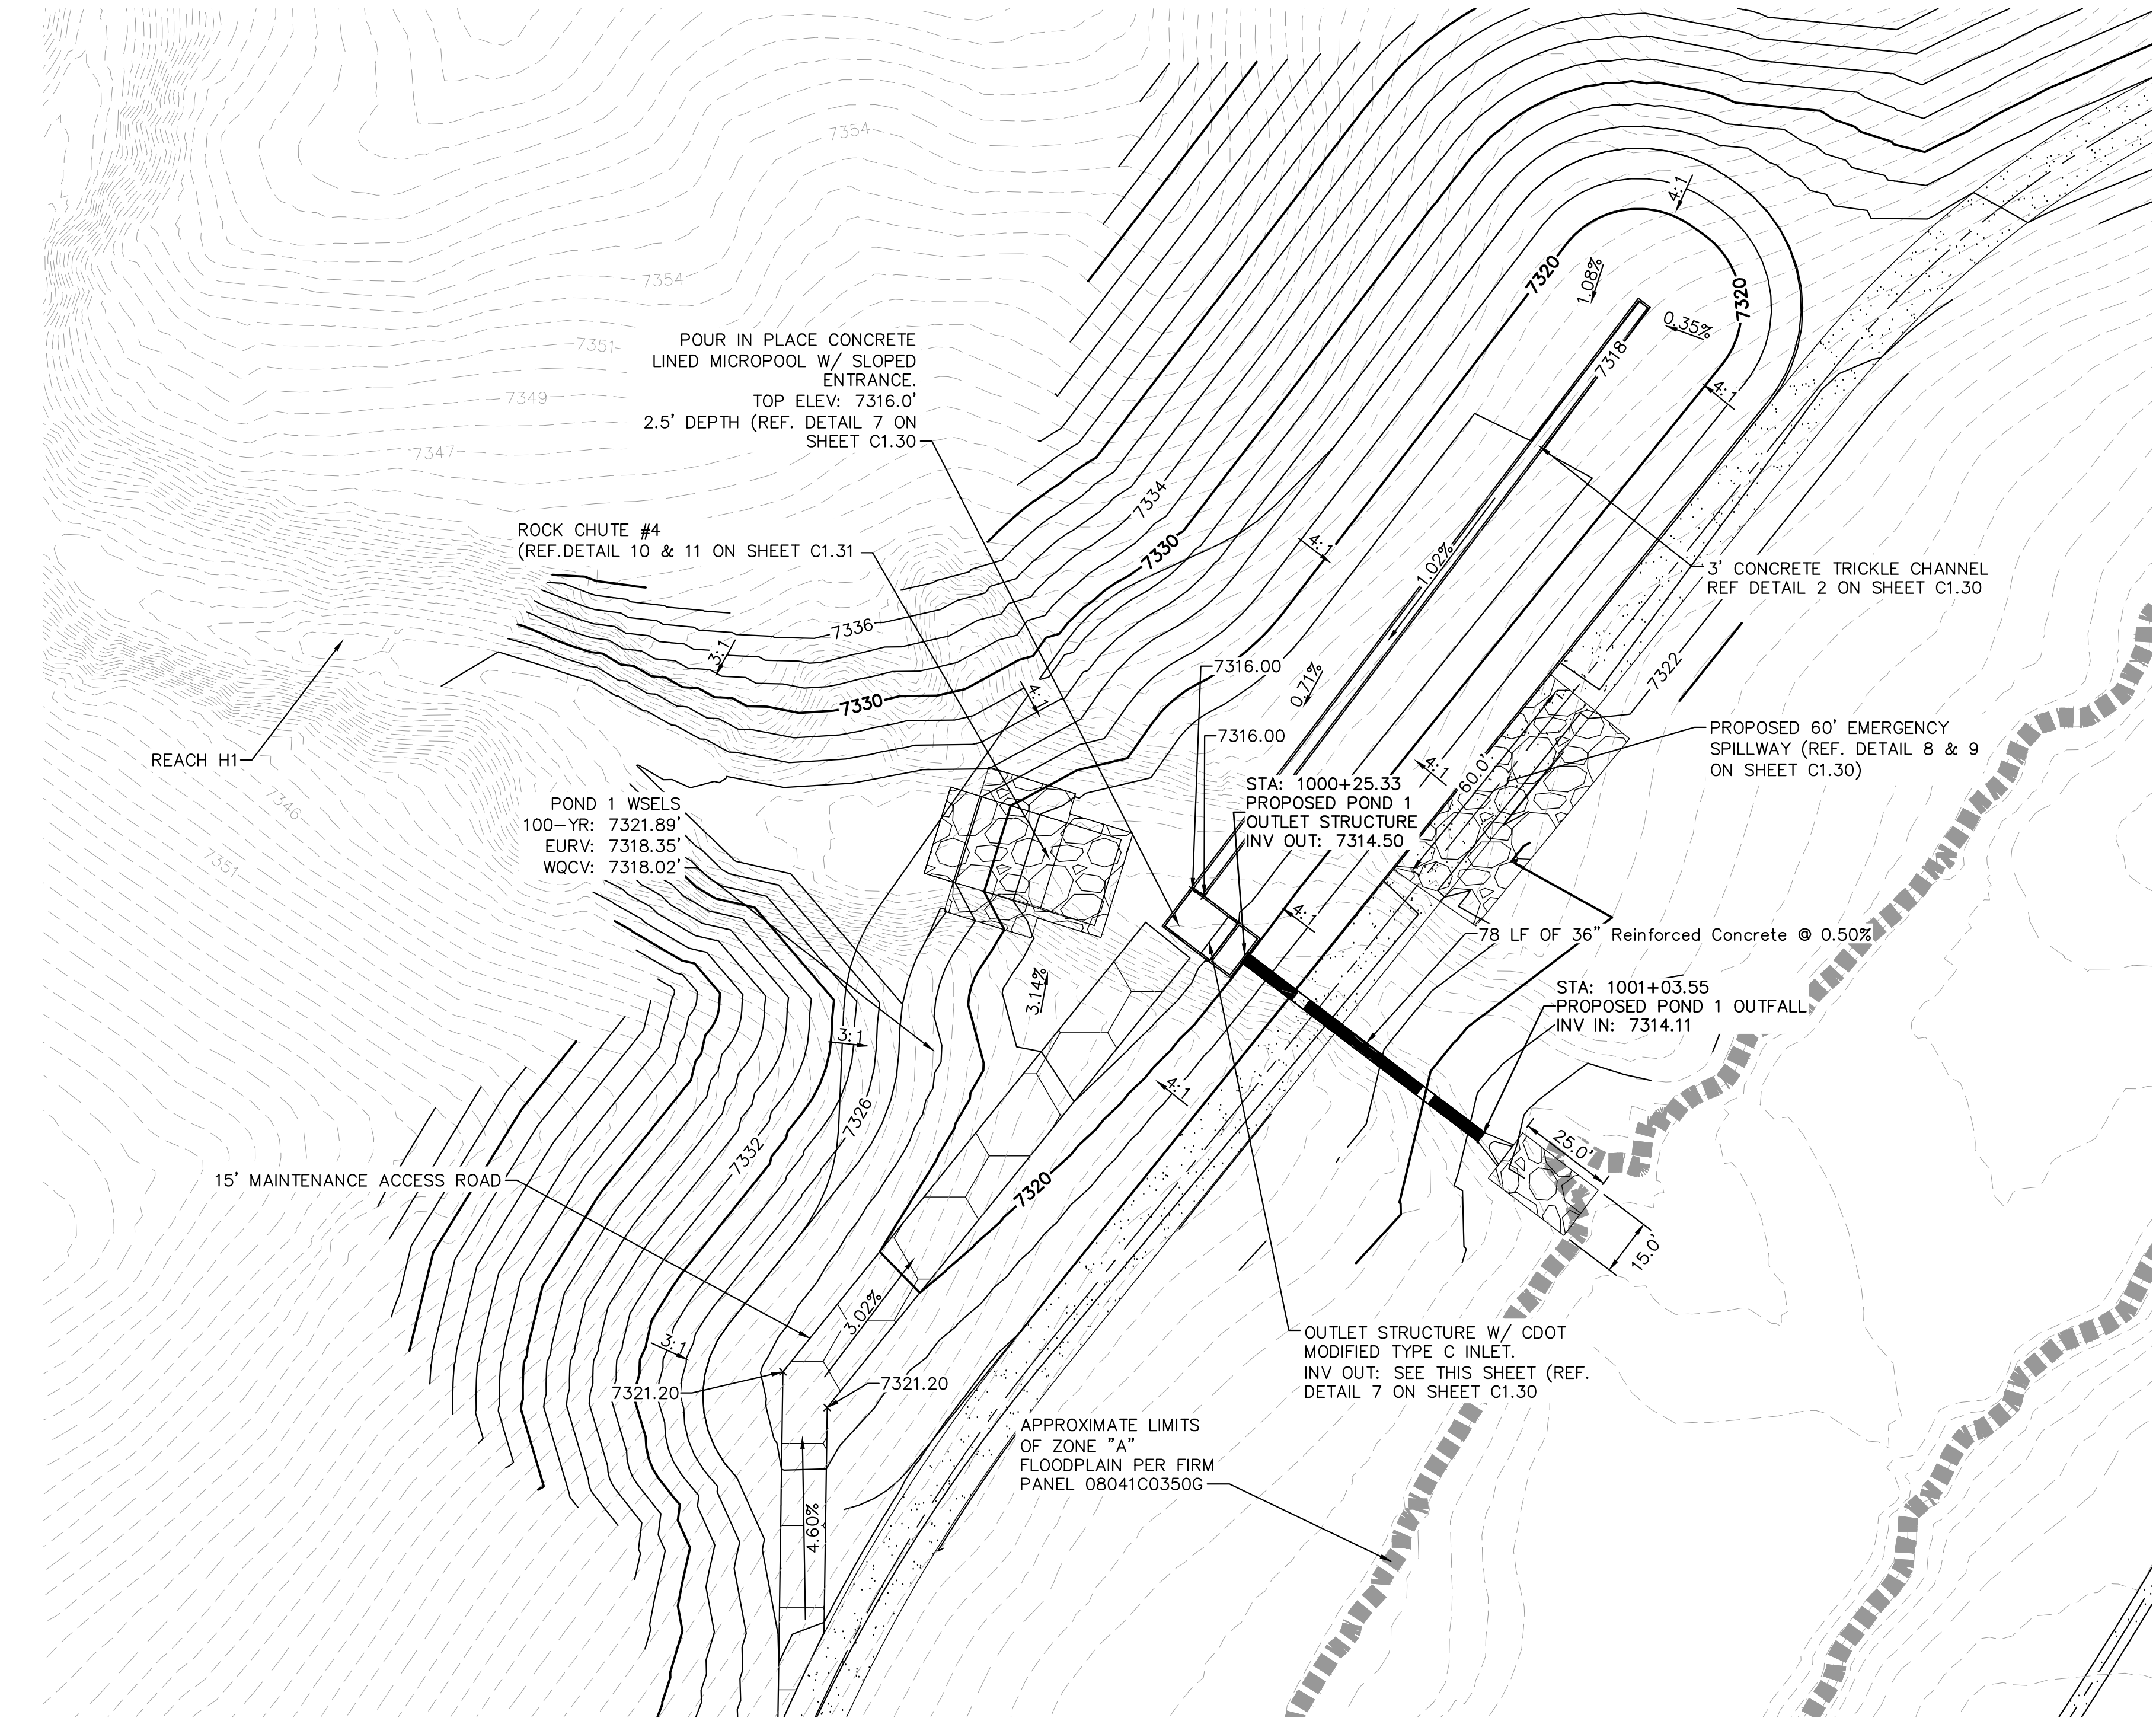 7354
7354
7351
7349
7347
7346
7351
POUR IN PLACE CONCRETE
LINED MICROPOOL W/ SLOPED
ENTRANCE.
TOP ELEV: 7316.0'
2.5' DEPTH (REF. DETAIL 7 ON
SHEET C1.30
ROCK CHUTE #4
(REF.DETAIL 10 & 11 ON SHEET C1.31
REACH H1
POND 1 WSELS
100-YR: 7321.89'
EURV: 7318.35'
WQCV: 7318.02'
15' MAINTENANCE ACCESS ROAD
4:1
7320
1.08%
7320
0.35%
7318
4:1
7334
7330
4:1
1.02%
3' CONCRETE TRICKLE CHANNEL
REF DETAIL 2 ON SHEET C1.30
7336
3:1
7330
4:1
7316.00
0.71%
7322
7316.00
4:1
60.0'
PROPOSED 60' EMERGENCY
SPILLWAY (REF. DETAIL 8 & 9
ON SHEET C1.30)
STA: 1000+25.33
PROPOSED POND 1
OUTLET STRUCTURE
INV OUT: 7314.50
4:1
78 LF OF 36" Reinforced Concrete @ 0.50%
3.14%
STA: 1001+03.55
PROPOSED POND 1 OUTFALL
INV IN: 7314.11
3:1
4:1
7326
7332
7320
25.0'
15.0'
3.02%
3:1
7321.20
7321.20
OUTLET STRUCTURE W/ CDOT
MODIFIED TYPE C INLET.
INV OUT: SEE THIS SHEET (REF.
DETAIL 7 ON SHEET C1.30
APPROXIMATE LIMITS
OF ZONE "A"
FLOODPLAIN PER FIRM
PANEL 08041C0350G
4.60%